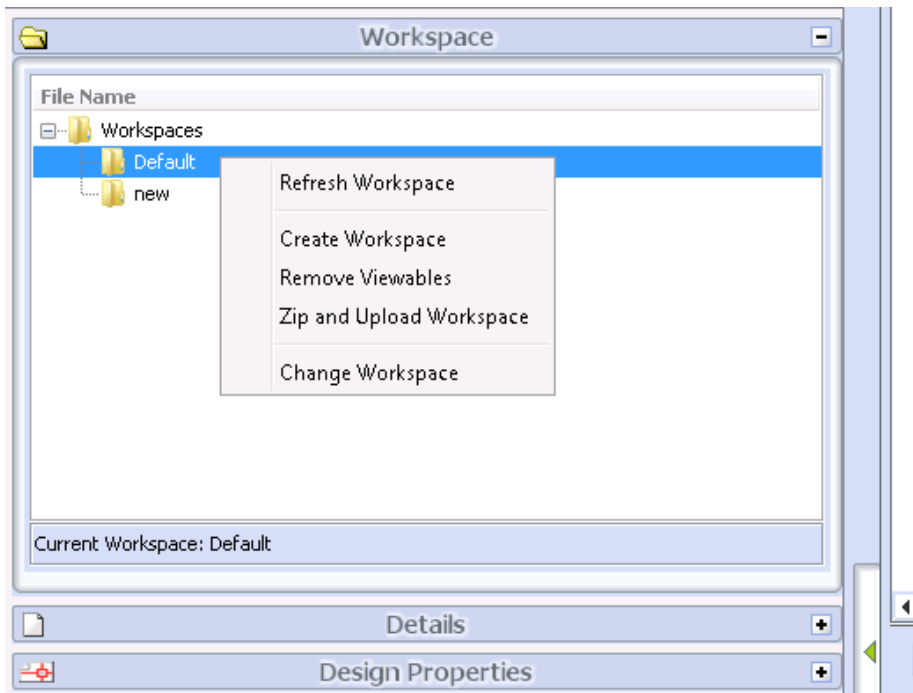 Workspace
File Name
Workspaces
Default
new
Refresh Workspace
Create Workspace
Remove Viewables
Zip and Upload Workspace
Change Workspace
Current Workspace: Default
Details
Design Properties